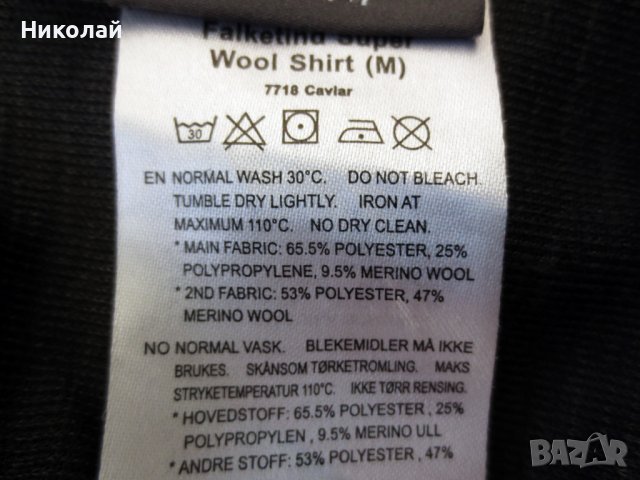 Николай
Falketind Super
Wool Shirt (M)
7718 Caviar
30
EN NORMAL WASH 30°C. DO NOT BLEACH.
TUMBLE DRY LIGHTLY. IRON AT
MAXIMUM 110°C. NO DRY CLEAN.
* MAIN FABRIC: 65.5% POLYESTER, 25%
POLYPROPYLENE, 9.5% MERINO WOOL
* 2ND FABRIC: 53% POLYESTER, 47%
MERINO WOOL
NO NORMAL VASK. BLEKEMIDLER MÅ IKKE
BRUKES. SKÅNSOM TØRKETROMLING. MAKS
STRYKETEMPERATUR 110°C. IKKE TØRR RENSING.
* HOVEDSTOFF: 65.5% POLYESTER , 25%
POLYPROPYLEN , 9.5% MERINO ULL
* ANDRE STOFF: 53% POLYESTER, 47%
BAZAR